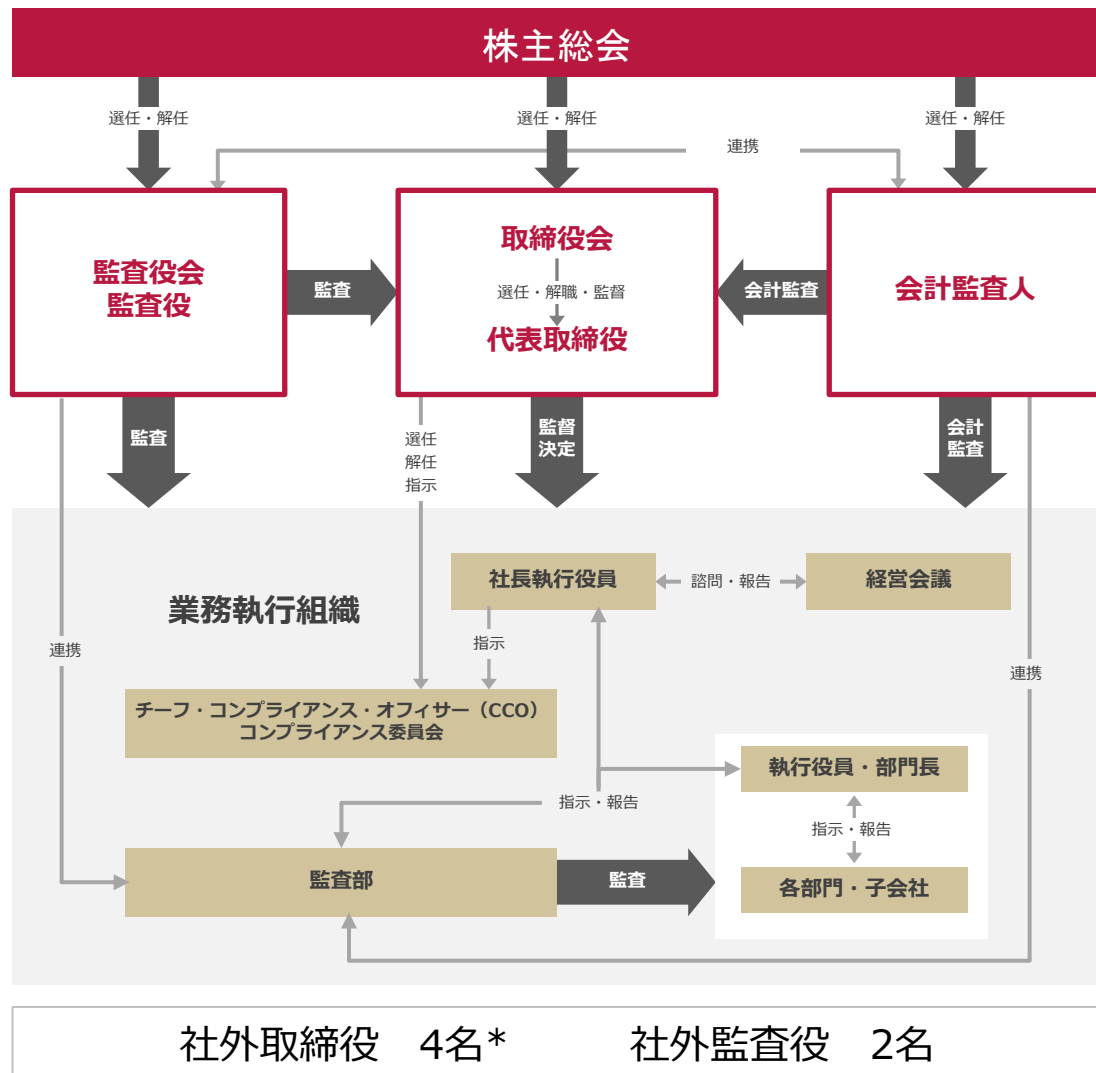 株主総会
選任・解任
選任・解任
選任・解任
連携
監査役会
監査役
監査
取締役会
選任・解職・監督
代表取締役
会計監査
会計監査人
監査
選任
解任
指示
監督
決定
会計
監査
社長執行役員
諮問・報告
経営会議
業務執行組織
指示
連携
連携
チーフ・コンプライアンス・オフィサー（CCO）
コンプライアンス委員会
執行役員・部門長
指示・報告
指示・報告
監査部
監査
各部門・子会社
社外取締役　4名*　社外監査役　2名